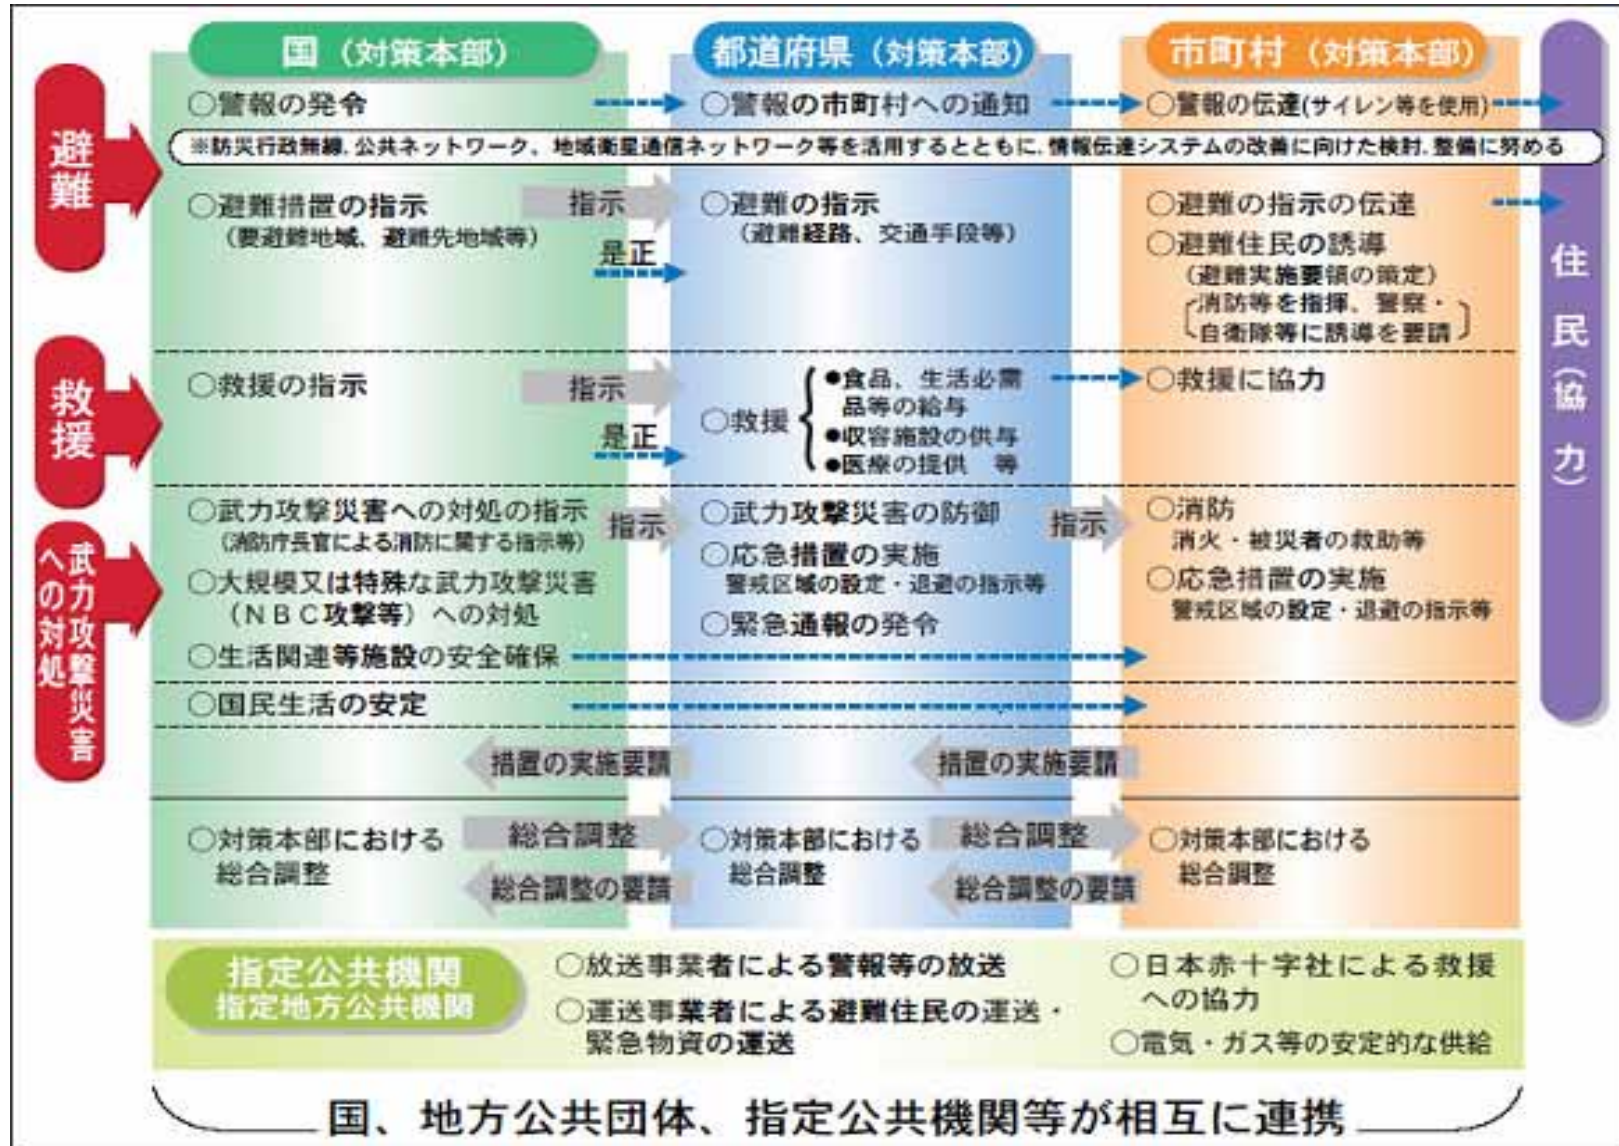 国（対策本部）
都道府県（対策本部）
市町村（対策本部）
避難
○警報の発令
○警報の市町村への通知
○警報の伝達(サイレン等を使用)
※防災行政無線、公共ネットワーク、地域衛星通信ネットワーク等を活用するとともに、情報伝達システムの改善に向けた検討、整備に努める
○避難措置の指示
（要避難地域、避難先地域等）
指示
是正
○避難の指示
（避難経路、交通手段等）
○避難の指示の伝達
○避難住民の誘導
（避難実施要領の策定）
消防等を指揮、警察・
自衛隊等に誘導を要請
住民（協力）
救援
○救援の指示
指示
是正
○救援
●食品、生活必需
品等の給与
●収容施設の供与
●医療の提供　等
○救援に協力
武力攻撃災害
への対処
○武力攻撃災害への対処の指示
（消防庁長官による消防に関する指示等）
○大規模又は特殊な武力攻撃災害
（ＮＢＣ攻撃等）への対処
○生活関連等施設の安全確保
指示
○武力攻撃災害の防御
○応急措置の実施
警戒区域の設定・退避の指示等
○緊急通報の発令
指示
○消防
消火・被災者の救助等
○応急措置の実施
警戒区域の設定・退避の指示等
○国民生活の安定
措置の実施要請
措置の実施要請
○対策本部における
総合調整
総合調整
総合調整の要請
○対策本部における
総合調整
総合調整
総合調整の要請
○対策本部における
総合調整
指定公共機関
指定地方公共機関
○放送事業者による警報等の放送
○運送事業者による避難住民の運送・
緊急物資の運送
○日本赤十字社による救援
への協力
○電気・ガス等の安定的な供給
国、地方公共団体、指定公共機関等が相互に連携